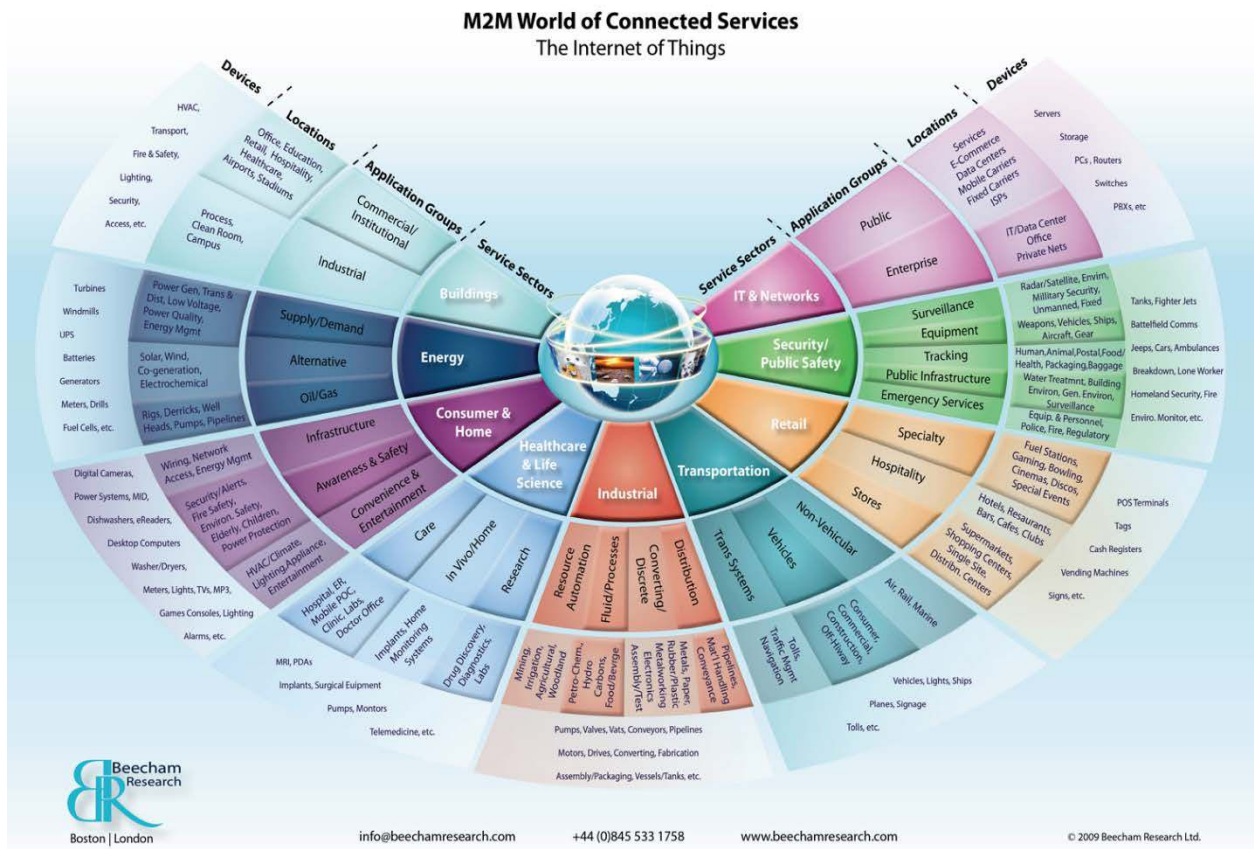 M2M World of Connected Services
The Internet of Things
Devices
Locations
Application Groups
Service Sectors
Service Sectors
Application Groups
Locations
Devices
Buildings
Commercial/
Institutional
Industrial
Office, Education,
Retail, Hospitality,
Healthcare,
Airports, Stadiums
Process,
Clean Room,
Campus
HVAC,
Transport,
Fire & Safety,
Lighting,
Security,
Access, etc.
Energy
Supply/Demand
Alternative
Oil/Gas
Power Gen, Trans &
Dist, Low Voltage,
Power Quality,
Energy Mgmt
Solar, Wind,
Co-generation,
Electrochemical
Rigs, Derricks, Well
Heads, Pumps, Pipelines
Turbines
Windmills
UPS
Batteries
Generators
Meters, Drills
Fuel Cells, etc.
Consumer &
Home
Infrastructure
Awareness & Safety
Convenience &
Entertainment
Wiring, Network
Access, Energy Mgmt
Security/Alerts,
Fire Safety,
Environ. Safety,
Elderly, Children,
Power Protection
HVAC/Climate,
Lighting,Appliance,
Entertainment
Digital Cameras,
Power Systems, MID,
Dishwashers, eReaders,
Desktop Computers
Washer/Dryers,
Meters, Lights, TVs, MP3,
Games Consoles, Lighting
Alarms, etc.
Healthcare
& Life
Science
Care
In Vivo/Home
Research
Hospital, ER,
Mobile POC,
Clinic, Labs,
Doctor Office
Implants, Home
Monitoring
Systems
Drug Discovery,
Diagnostics,
Labs
MRI, PDAs
Implants, Surgical Euipment
Pumps, Montors
Telemedicine, etc.
Industrial
Resource
Automation
Fluid/Processes
Converting/
Discrete
Distribution
Mining,
Irrigation,
Agricultural,
Woodland
Petro-Chem,
Hydro
Carbons,
Food/Bevrge
Metals, Paper,
Rubber/Plastic
Metalworking
Electronics
Assembly/Test
Pipelines,
Mat'l Handling
Conveyance
Pumps, Valves, Vats, Conveyors, Pipelines
Motors, Drives, Converting, Fabrication
Assembly/Packaging, Vessels/Tanks, etc.
Transportation
Trans Systems
Vehicles
Non-Vehicular
Tolls,
Traffic Mgmt
Navigation
Consumer,
Commercial,
Construction,
Off-Hiway
Air, Rail, Marine
Vehicles, Lights, Ships
Planes, Signage
Tolls, etc.
Retail
Specialty
Hospitality
Stores
Fuel Stations,
Gaming, Bowling,
Cinemas, Discos,
Special Events
Hotels, Resaurants,
Bars, Cafes, Clubs
Supermarkets,
Shopping Centers,
Single Site,
Distribn. Centers
POS Terminals
Tags
Cash Registers
Vending Machines
Signs, etc.
Security/
Public Safety
Surveillance
Equipment
Tracking
Public Infrastructure
Emergency Services
Radar/Satellite, Envirn,
Millitary Security,
Unmanned, Fixed
Weapons, Vehicles, Ships,
Aircraft, Gear
Human,Animal,Postal,Food/
Health, Packaging,Baggage
Water Treatmnt, Building
Environ, Gen. Environ,
Surveillance
Equip. & Personnel,
Police, Fire, Regulatory
Tanks, Fighter Jets
Battelfield Comms
Jeeps, Cars, Ambulances
Breakdown, Lone Worker
Homeland Security, Fire
Enviro. Monitor, etc.
IT & Networks
Public
Enterprise
Services
E-Commerce
Data Centers
Mobile Carriers
Fixed Carriers
ISPs
IT/Data Center
Office
Private Nets
Servers
Storage
PCs , Routers
Switches
PBXs, etc
Beecham
Research
Boston | London
info@beechamresearch.com +44 (0)845 533 1758 www.beechamresearch.com © 2009 Beecham Research Ltd.